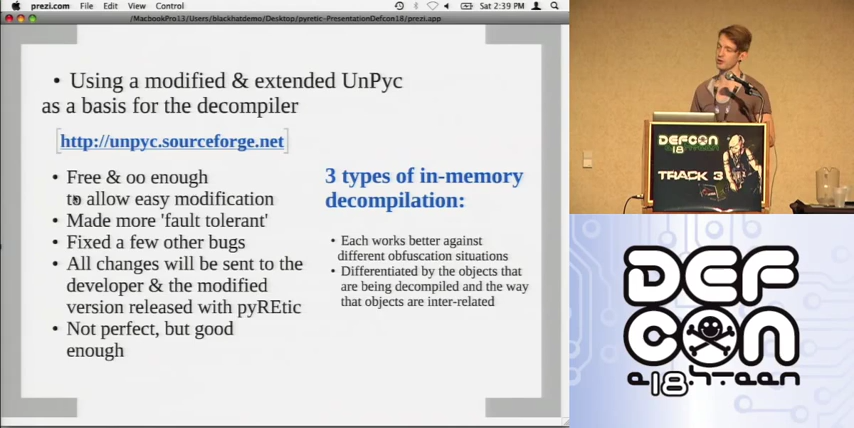 prezi.com File Edit View Control
Sat 2:39 PM
/MacbookPro13/Users/blackhatdemo/Desktop/pyretic-PresentationDefcon18/prezi.app
• Using a modified & extended UnPyc
as a basis for the decompiler
http://unpyc.sourceforge.net
• Free & oo enough
to allow easy modification
• Made more 'fault tolerant'
• Fixed a few other bugs
• All changes will be sent to the
developer & the modified
version released with pyREtic
• Not perfect, but good
enough
3 types of in-memory
decompilation:
• Each works better against
different obfuscation situations
• Differentiated by the objects that
are being decompiled and the way
that objects are inter-related
DEFCON
18
TRACK 3
DEF
CON
e18hteen